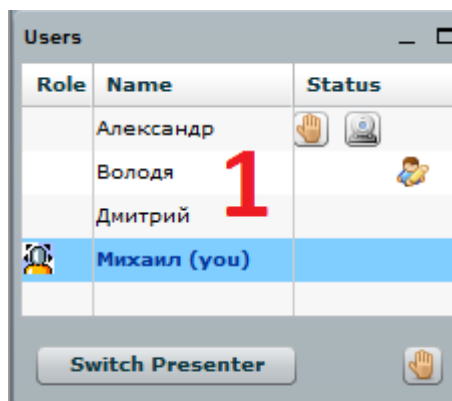 Users
Role Name Status
Александр
Володя
1
Дмитрий
Михаил (you)
Switch Presenter